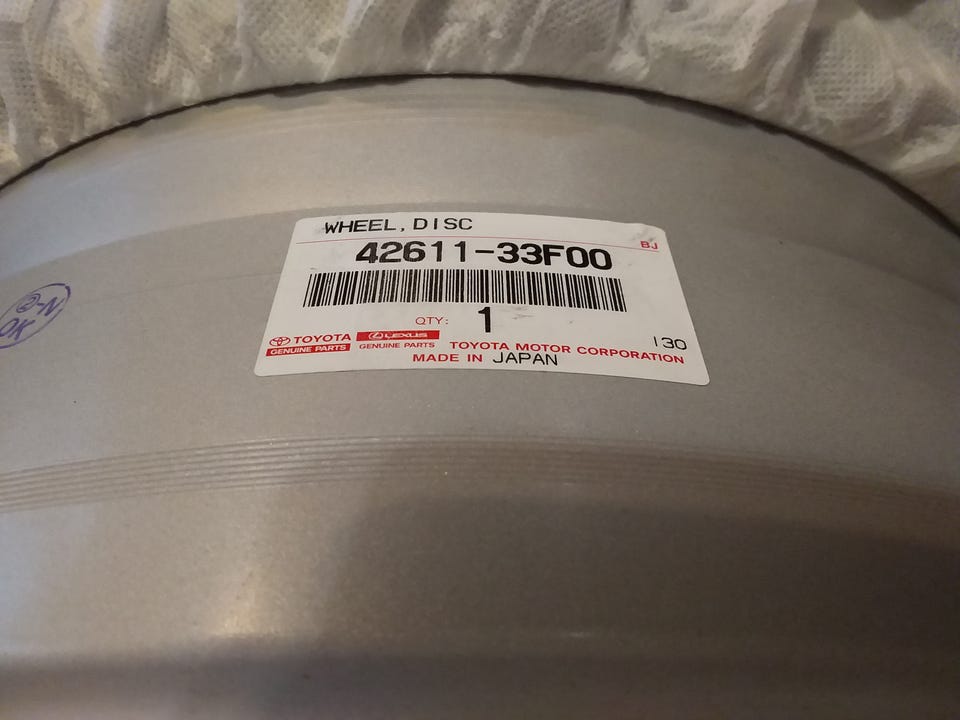 WHEEL, DISC
BJ
42611-33F00
QTY: 1
TOYOTA LEXUS
GENUINE PARTS GENUINE PARTS
TOYOTA MOTOR CORPORATION 130
MADE IN JAPAN
2-N
OK